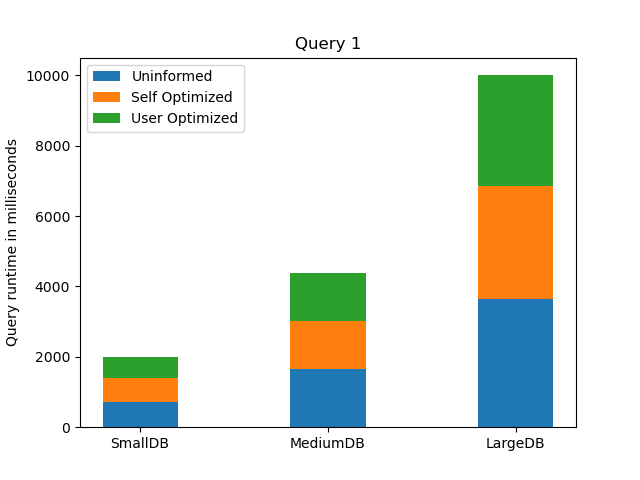 Query 1
Uninformed
Self Optimized
User Optimized
Query runtime in milliseconds
10000
8000
6000
4000
2000
0
SmallDB
MediumDB
LargeDB